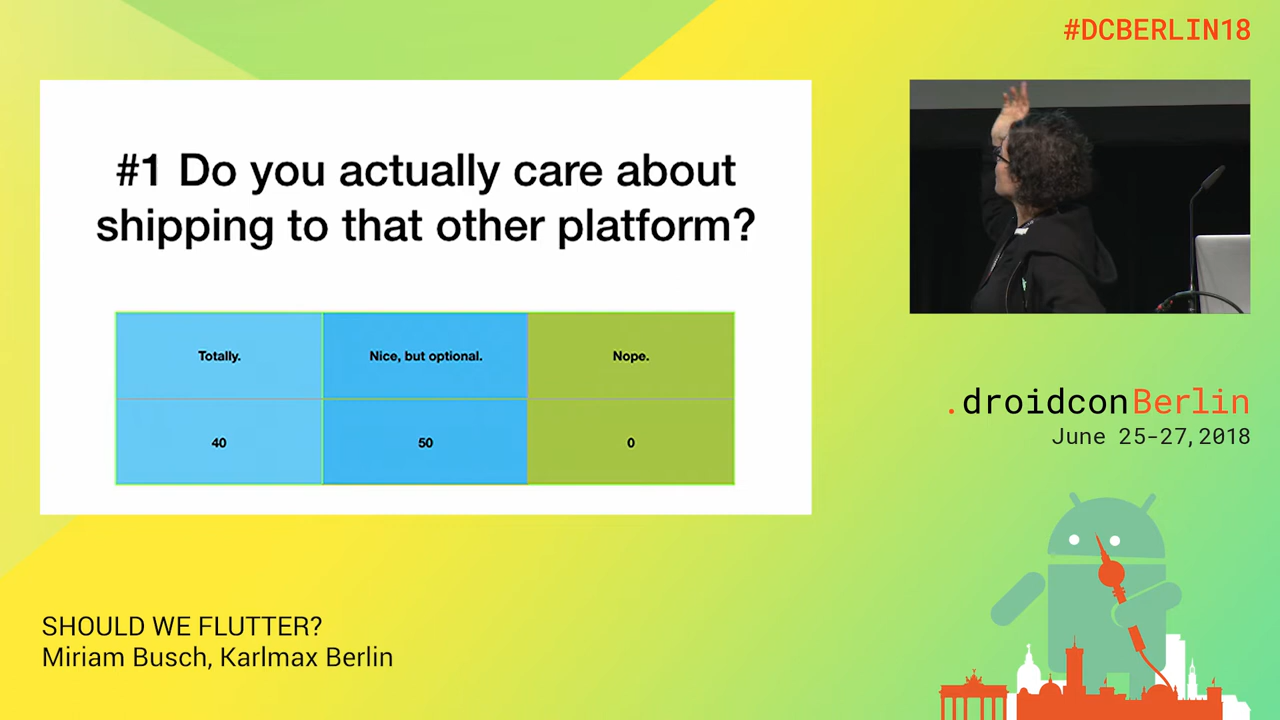 #DCBERLIN18
#1 Do you actually care about
shipping to that other platform?
Totally. Nice, but optional. Nope.
40 50 0
.droidconBerlin
June 25-27, 2018
SHOULD WE FLUTTER?
Miriam Busch, Karlmax Berlin